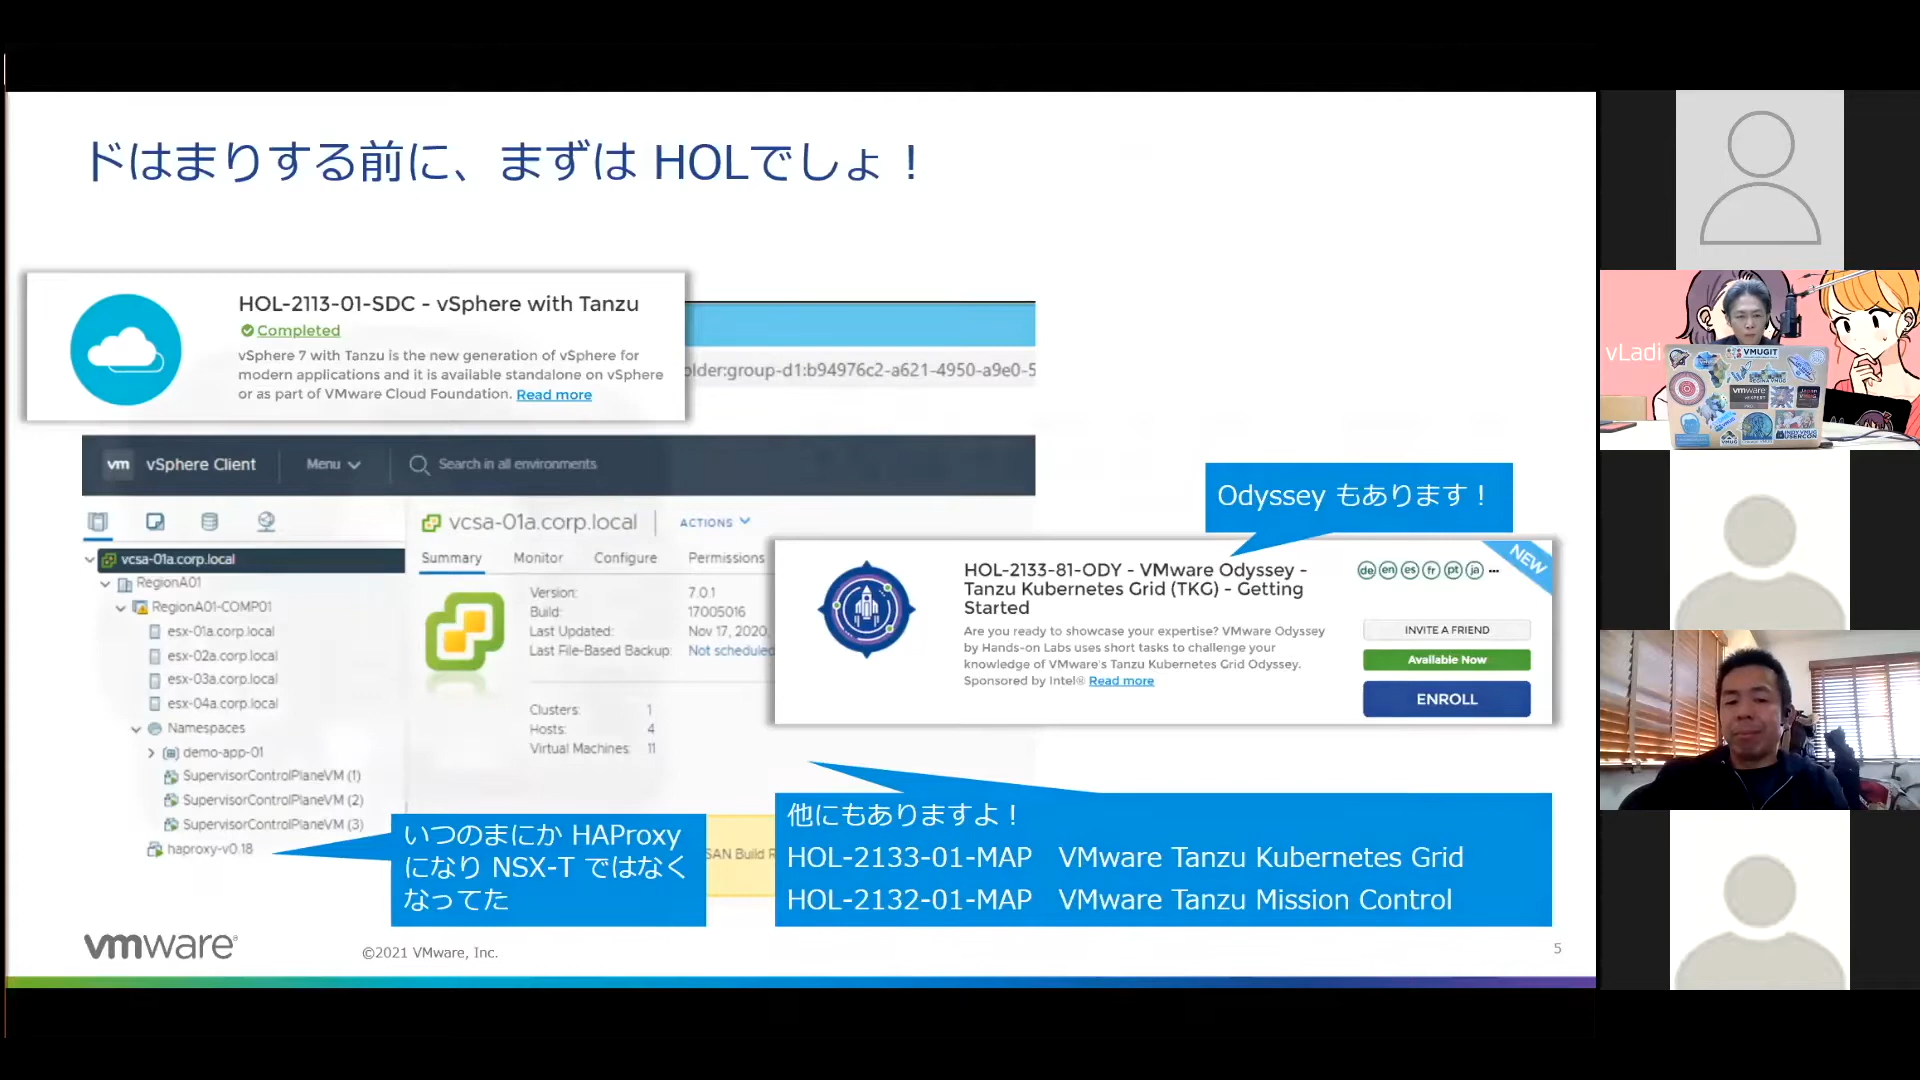 ドはまりする前に、まずは HOLでしょ！
HOL-2113-01-SDC - vSphere with Tanzu
Completed
vSphere 7 with Tanzu is the new generation of vSphere for
modern applications and it is available standalone on vSphere
or as part of VMware Cloud Foundation. Read more
older:group-d1:b94976c2-a621-4950-a9e0-5
vm vSphere Client Menu Search in all environments
vcsa-01a.corp.local ACTIONS
Summary Monitor Configure Permissions
vcsa-01a.corp.local
RegionA01
RegionA01-COMP01
esx-01a.corp.local
esx-02a.corp.local
esx-03a.corp.local
esx-04a.corp.local
Namespaces
demo-app-01
SupervisorControlPlaneVM (1)
SupervisorControlPlaneVM (2)
SupervisorControlPlaneVM (3)
haproxy-v0.18
Version: 7.0.1
Build: 17005016
Last Updated: Nov 17, 2020,
Last File-Based Backup: Not scheduled
Clusters: 1
Hosts: 4
Virtual Machines: 11
SAN Build R
いつのまにか HAProxy
になり NSX-T ではなく
なってた
Odyssey もあります！
HOL-2133-81-ODY - VMware Odyssey -
Tanzu Kubernetes Grid (TKG) - Getting
Started
Are you ready to showcase your expertise? VMware Odyssey
by Hands-on Labs uses short tasks to challenge your
knowledge of VMware's Tanzu Kubernetes Grid Odyssey.
Sponsored by Intel® Read more
de en es fr pt ja ...
NEW
INVITE A FRIEND
Available Now
ENROLL
他にもありますよ！
HOL-2133-01-MAP VMware Tanzu Kubernetes Grid
HOL-2132-01-MAP VMware Tanzu Mission Control
vmware®
©2021 VMware, Inc.
5
vLadi
VMUGIT
vmware